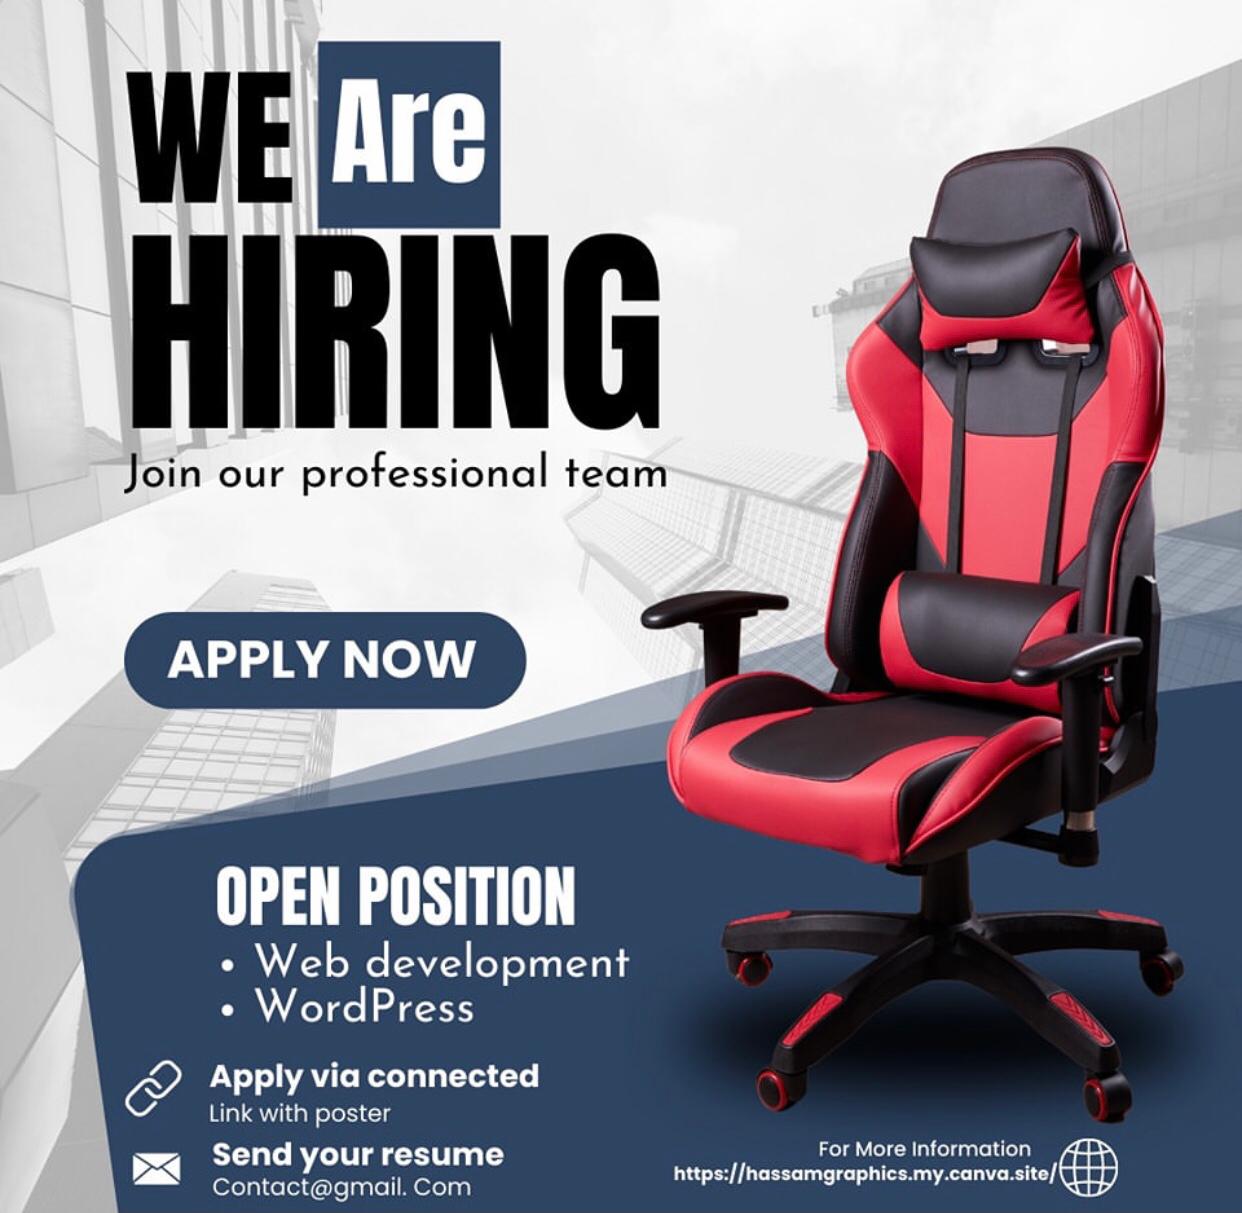 WE Are
HIRING
Join our professional team
APPLY NOW
OPEN POSITION
• Web development
• WordPress
Apply via connected
Link with poster
Send your resume
Contact@gmail. Com
For More Information
https://hassamgraphics.my.canva.site/